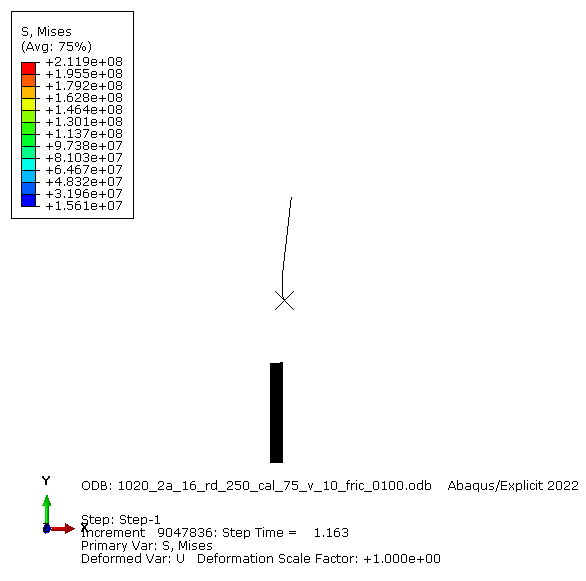 S, Mises
(Avg: 75%)
+2.119e+08
+1.955e+08
+1.792e+08
+1.628e+08
+1.464e+08
+1.301e+08
+1.137e+08
+9.738e+07
+8.103e+07
+6.467e+07
+4.832e+07
+3.196e+07
+1.561e+07
Y
X
ODB: 1020_2a_16_rd_250_cal_75_v_10_fric_0100.odb Abaqus/Explicit 2022
Step: Step-1
Increment 9047836: Step Time = 1.163
Primary Var: S, Mises
Deformed Var: U Deformation Scale Factor: +1.000e+00